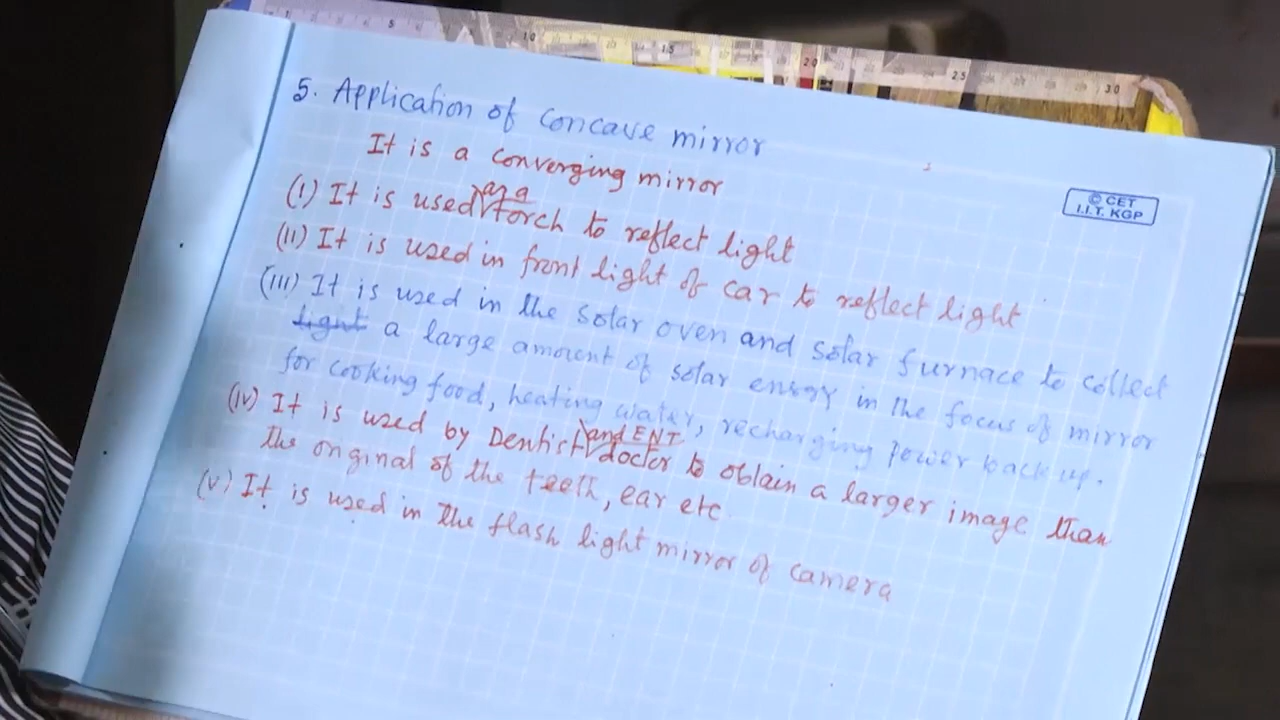 5. Application of concave mirror
It is a converging mirror
© CET
I.I.T. KGP
(I) It is used as a torch to reflect light
(II) It is used in front light of car to reflect light
(III) It is used in the solar oven and solar furnace to collect
light a large amount of solar energy in the focus of mirror
for cooking food, heating water, recharging power back up.
(IV) It is used by Dentist and ENT doctor to obtain a larger image than
the original of the teeth, ear etc
(V) It is used in the flash light mirror of camera